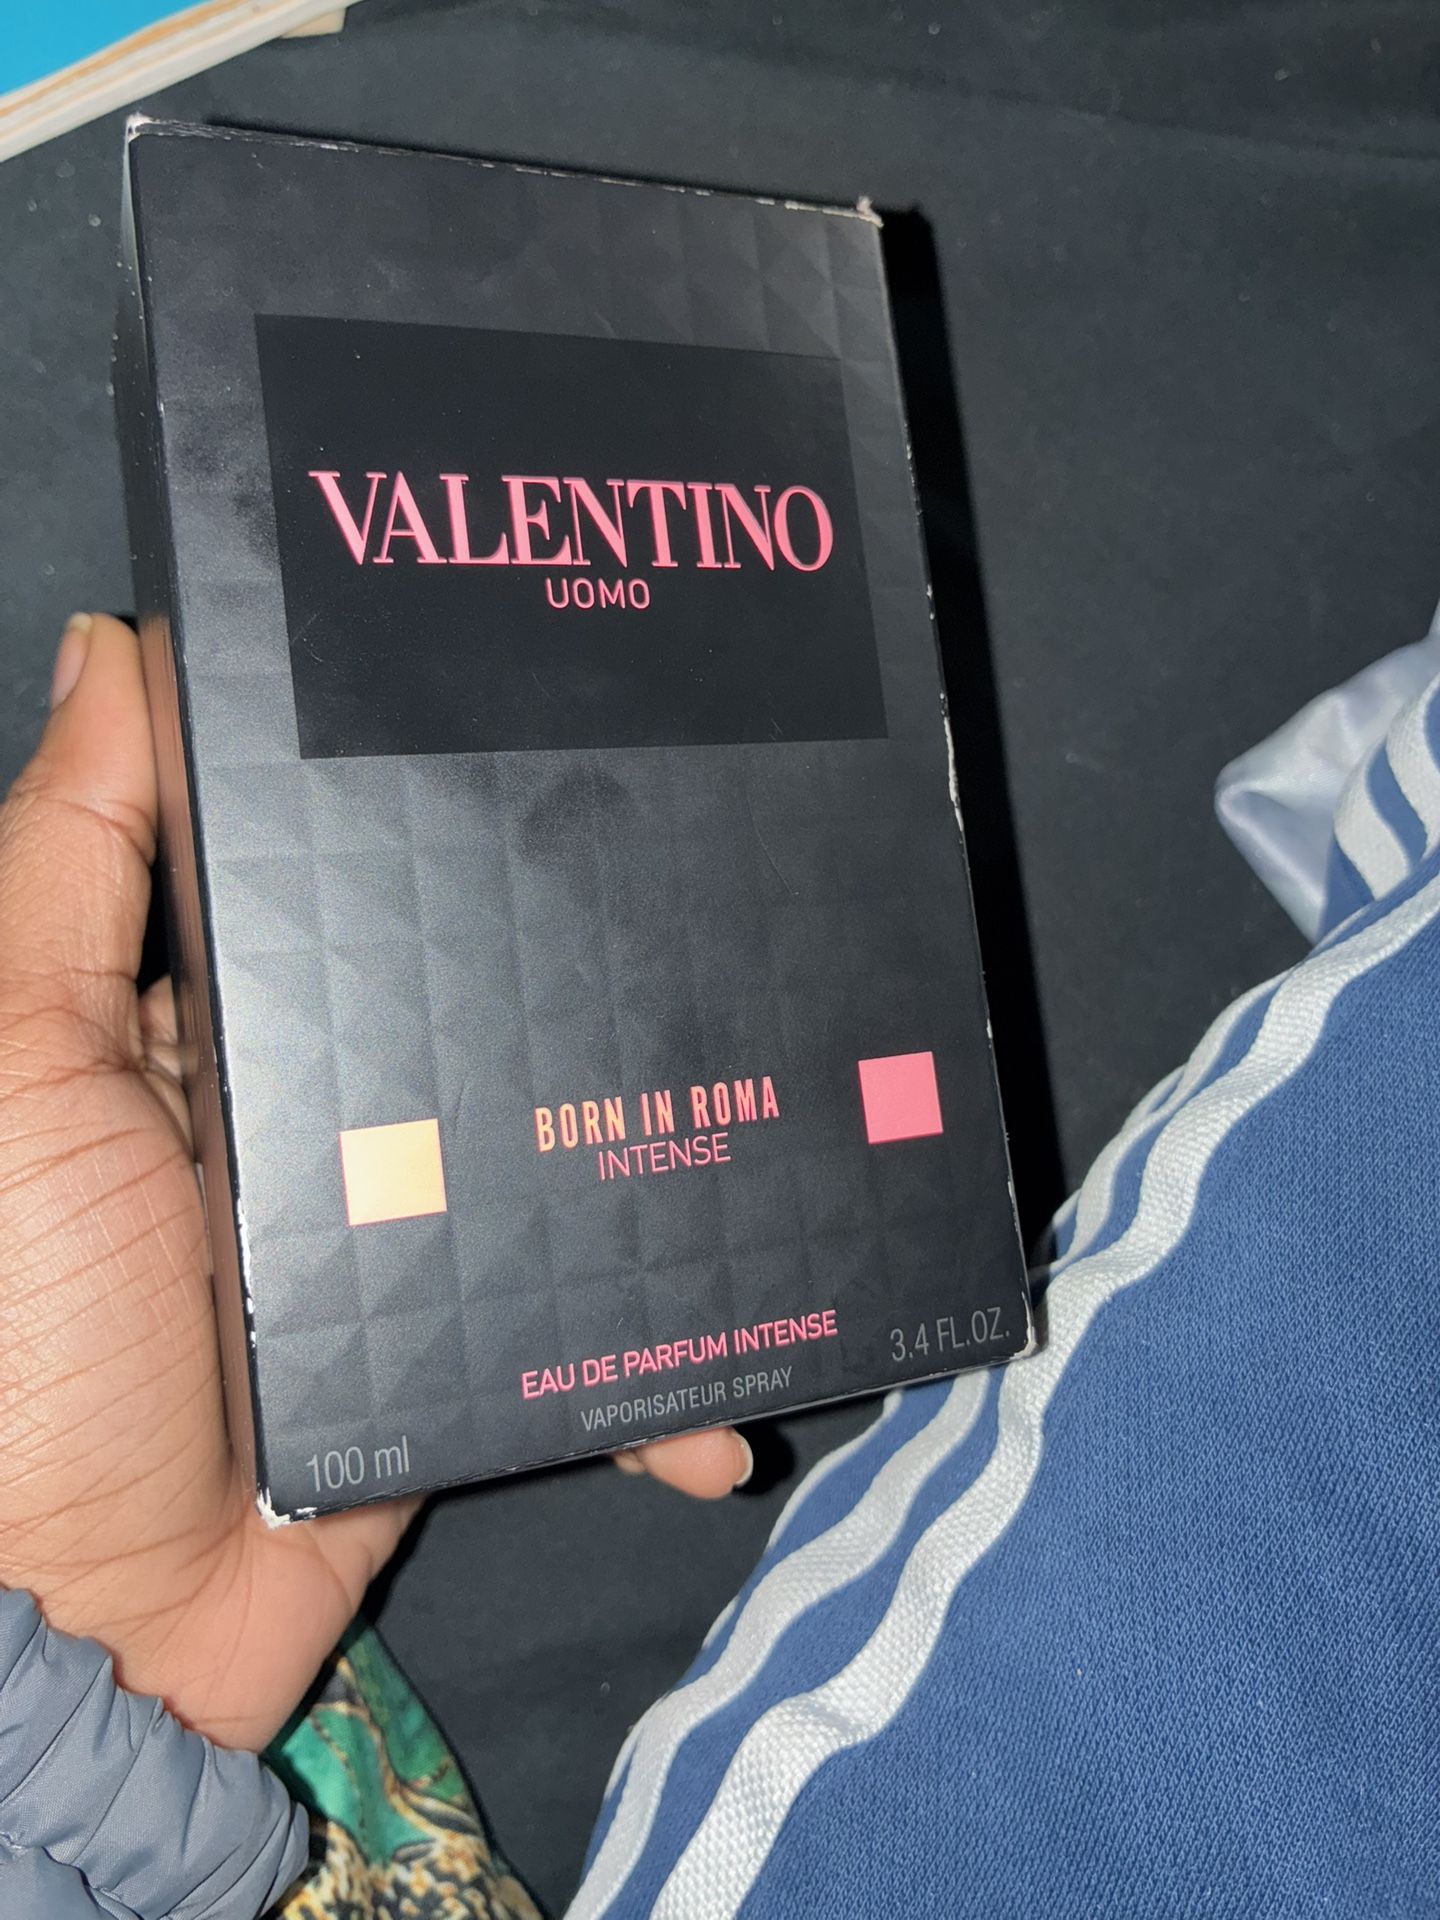 VALENTINO
UOMO
BORN IN ROMA
INTENSE
EAU DE PARFUM INTENSE
VAPORISATEUR SPRAY
100 ml
3.4 FL.OZ.